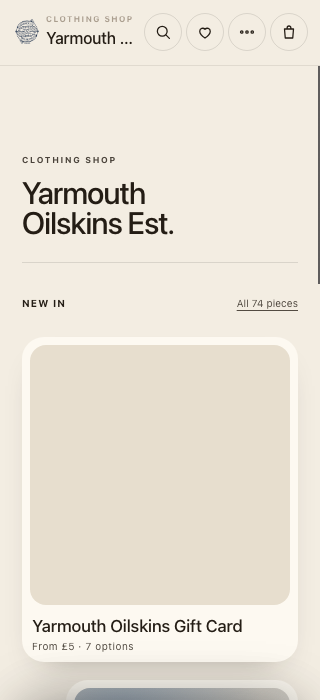 CLOTHING SHOP
Yarmouth ...
CLOTHING SHOP
Yarmouth
Oilskins Est.
NEW IN
All 74 pieces
Yarmouth Oilskins Gift Card
From £5 · 7 options